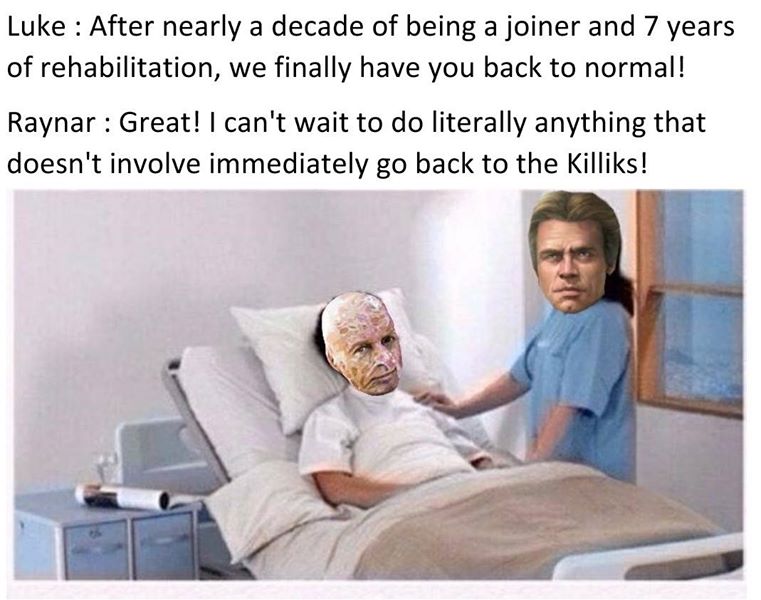 Luke : After nearly a decade of being a joiner and 7 years
of rehabilitation, we finally have you back to normal!
Raynar : Great! I can't wait to do literally anything that
doesn't involve immediately go back to the Killiks!